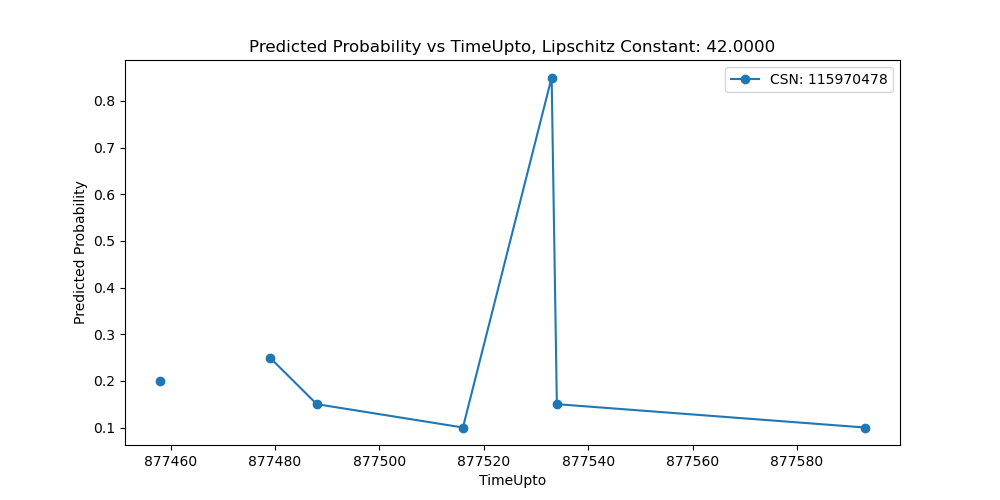 Predicted Probability vs TimeUpto, Lipschitz Constant: 42.0000
CSN: 115970478
Predicted Probability
0.8
0.7
0.6
0.5
0.4
0.3
0.2
0.1
877460 877480 877500 877520 877540 877560 877580
TimeUpto